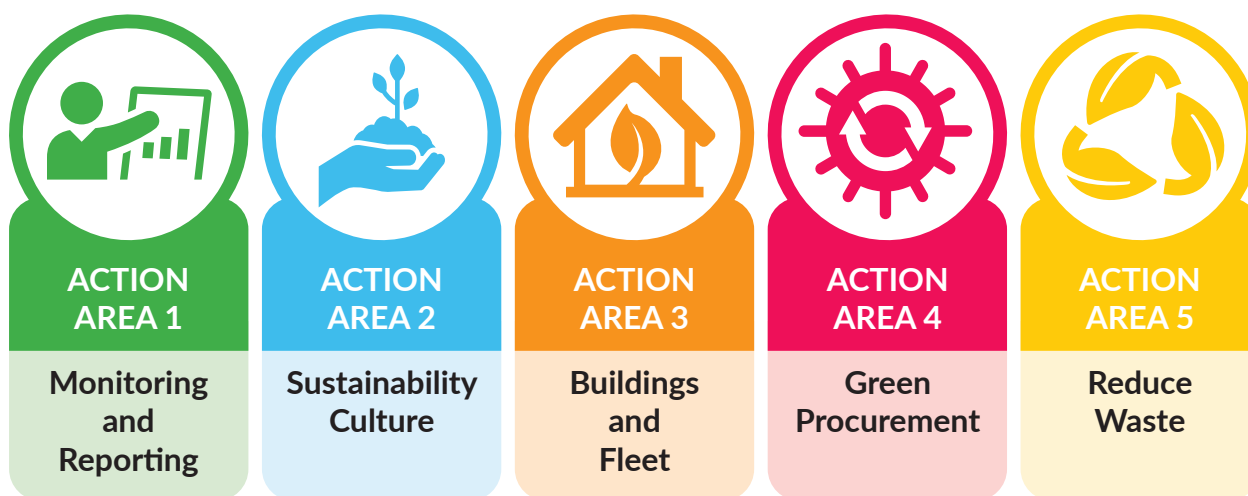 ACTION
AREA 1
Monitoring
and
Reporting
ACTION
AREA 2
Sustainability
Culture
ACTION
AREA 3
Buildings
and
Fleet
ACTION
AREA 4
Green
Procurement
ACTION
AREA 5
Reduce
Waste